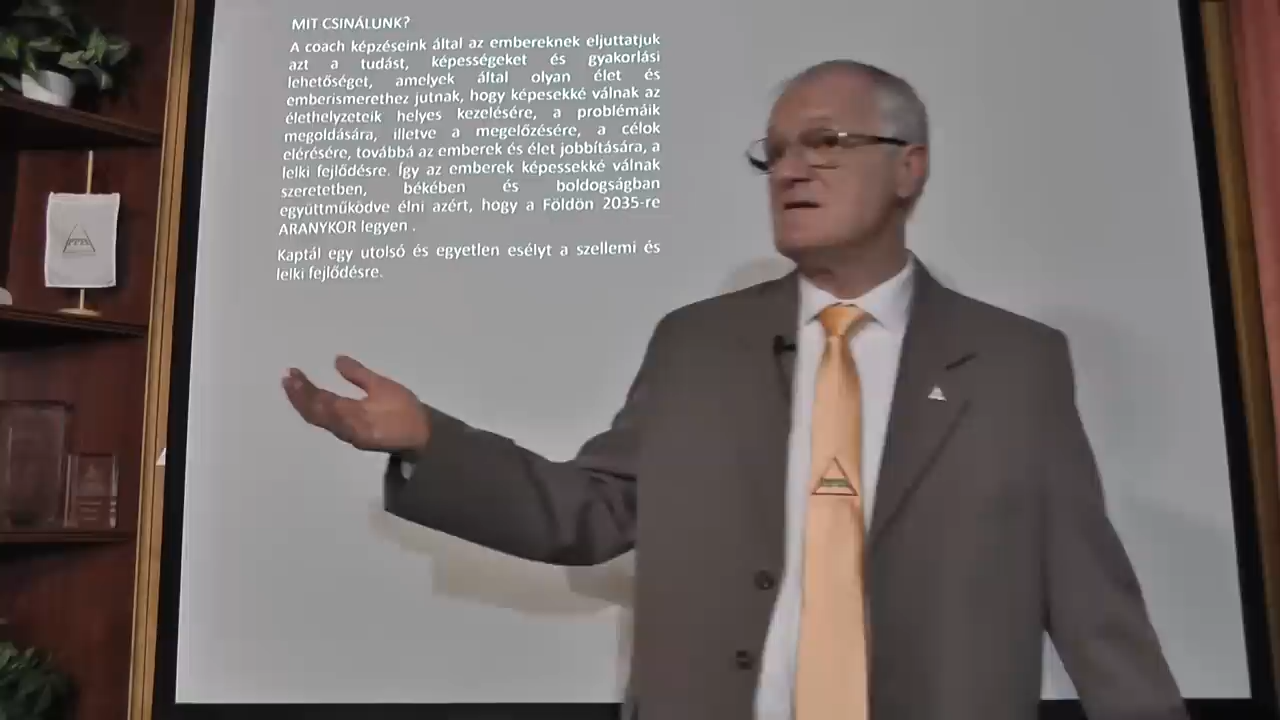 MIT CSINÁLUNK?
A coach képzéseink által az embereknek eljuttatjuk
azt a tudást, képességeket és gyakorlási
lehetőséget, amelyek által olyan élet és
emberismerethez jutnak, hogy képesekké válnak az
élethelyzeteik helyes kezelésére, a problémáik
megoldására, illetve a megelőzésére, a célok
elérésére, továbbá az emberek és élet jobbítására, a
lelki fejlődésre. Így az emberek képessekké válnak
szeretetben, békében és boldogságban
együttműködve élni azért, hogy a Földön 2035-re
ARANYKOR legyen .
Kaptál egy utolsó és egyetlen esélyt a szellemi és
lelki fejlődésre.